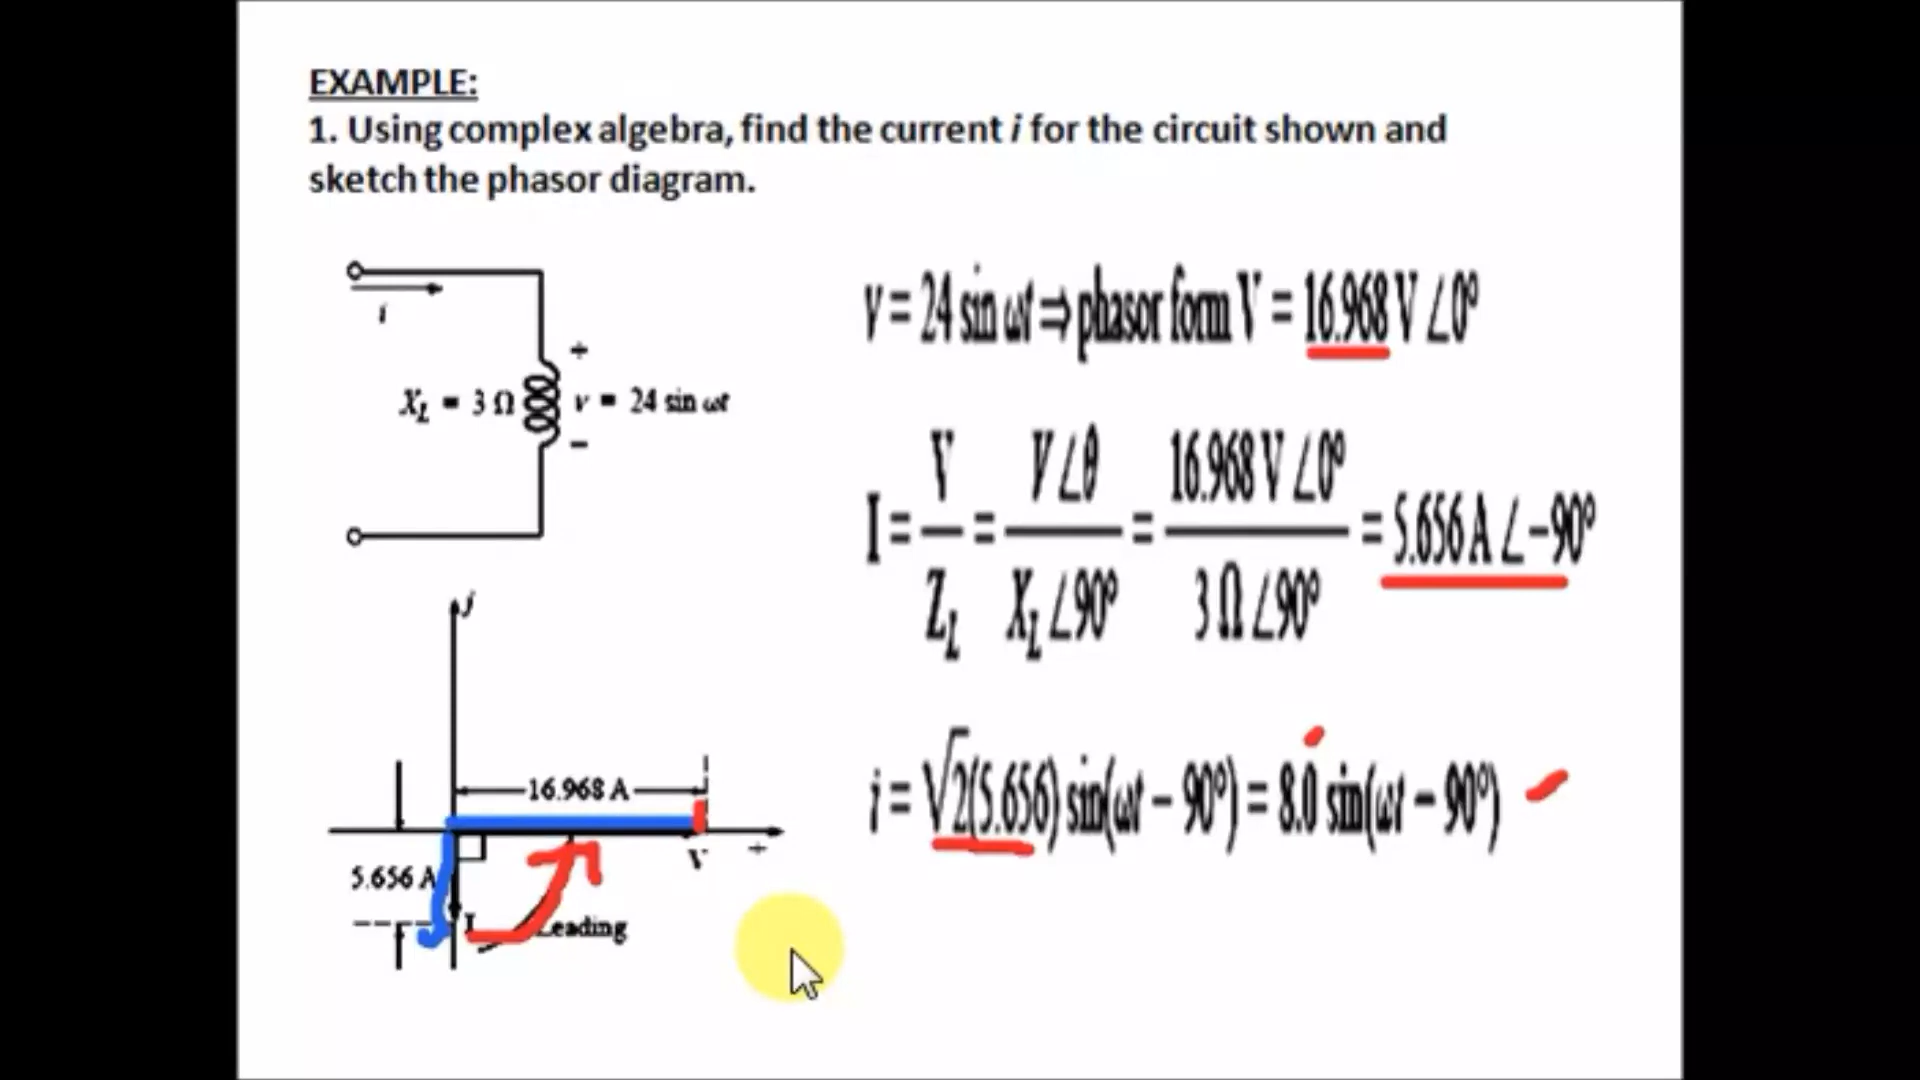 EXAMPLE:
1. Using complex algebra, find the current i for the circuit shown and
sketch the phasor diagram.
i
+
X_L = 3 Ω
v = 24 sin ωt
−
v = 24 sin ωt ⇒ phasor form V = 16.968 V ∠0°
I = V/Z_L = V∠θ/X_L∠90° = 16.968 V ∠0°/3 Ω ∠90° = 5.656 A ∠−90°
i = √2(5.656) sin(ωt − 90°) = 8.0 sin(ωt − 90°)
j
16.968 A
V
+
5.656 A
I
Leading